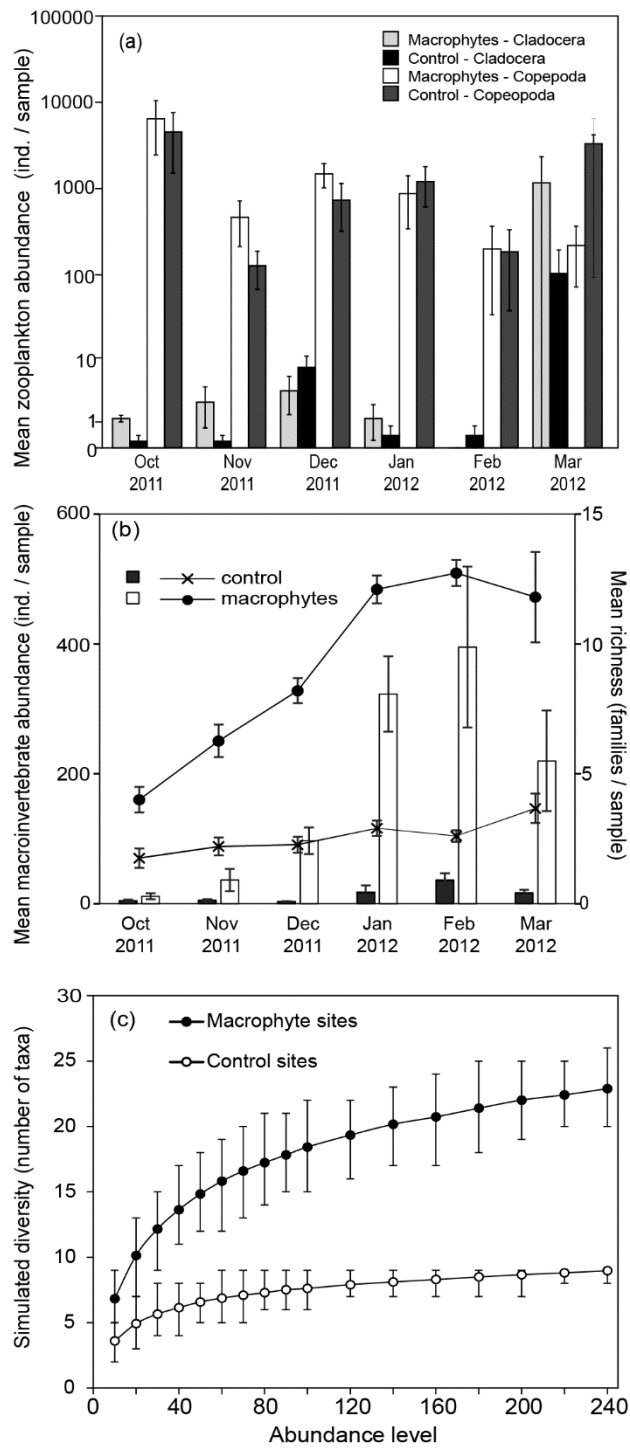 (a)
Mean zooplankton abundance (ind. / sample)
100000
10000
1000
100
10
1
0
Macrophytes - Cladocera
Control - Cladocera
Macrophytes - Copepoda
Control - Copeopoda
Oct Nov Dec Jan Feb Mar
2011 2011 2011 2012 2012 2012
(b)
Mean macroinvertebrate abundance (ind. / sample)
600
400
200
0
control
macrophytes
15
10
5
0
Mean richness (families / sample)
Oct Nov Dec Jan Feb Mar
2011 2011 2011 2012 2012 2012
(c)
Simulated diversity (number of taxa)
30
25
20
15
10
5
0
Macrophyte sites
Control sites
0 40 80 120 160 200 240
Abundance level